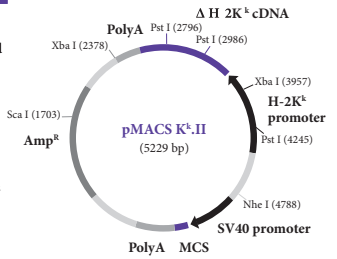 Δ H 2Kᵏ cDNA
PolyA
Pst I (2796)
Pst I (2986)
Xba I (2378)
Xba I (3957)
H-2Kᵏ
promoter
Sca I (1703)
Ampᴿ
pMACS Kᵏ.II
(5229 bp)
Pst I (4245)
Nhe I (4788)
SV40 promoter
PolyA
MCS